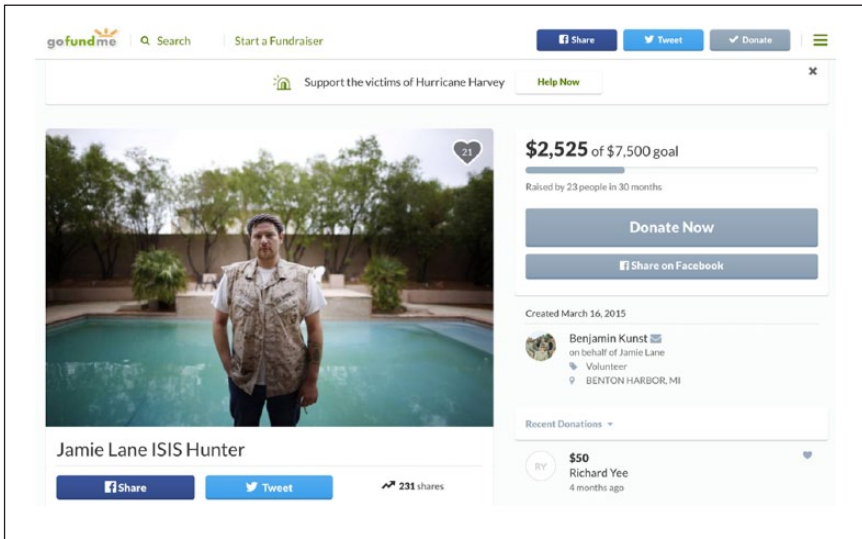 gofundme Search Start a Fundraiser Share Tweet Donate
Support the victims of Hurricane Harvey Help Now
21
$2,525 of $7,500 goal
Raised by 23 people in 30 months
Donate Now
Share on Facebook
Created March 16, 2015
Benjamin Kunst
on behalf of Jamie Lane
Volunteer
BENTON HARBOR, MI
Recent Donations
Jamie Lane ISIS Hunter
Share Tweet 231 shares
RY
$50
Richard Yee
4 months ago